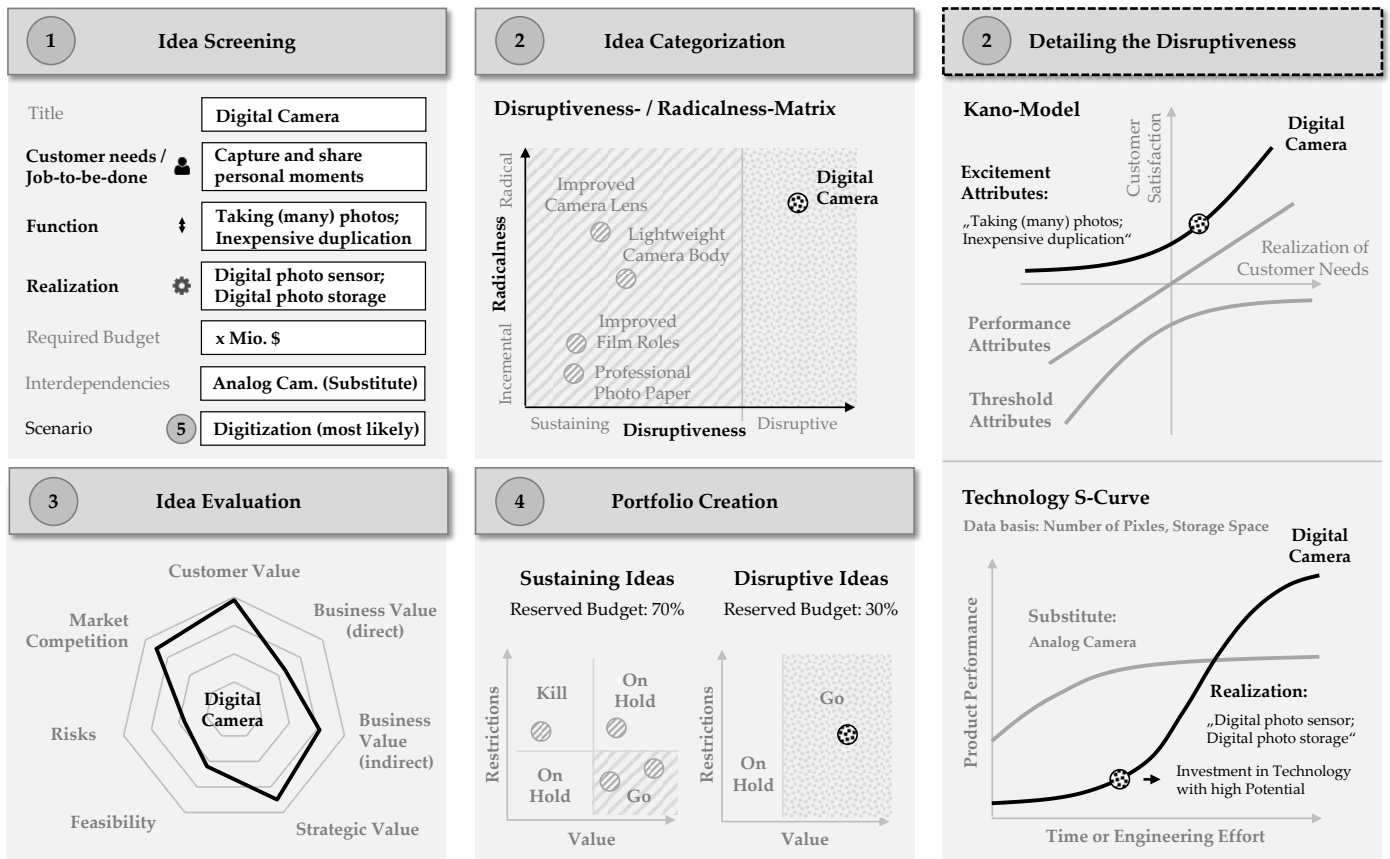 1
Idea Screening
Title
Digital Camera
Customer needs /
Job-to-be-done
Capture and share
personal moments
Function
Taking (many) photos;
Inexpensive duplication
Realization
Digital photo sensor;
Digital photo storage
Required Budget
x Mio. $
Interdependencies
Analog Cam. (Substitute)
Scenario
5
Digitization (most likely)
2
Idea Categorization
Disruptiveness- / Radicalness-Matrix
Radical
Radicalness
Incemental
Improved
Camera Lens
Lightweight
Camera Body
Improved
Film Roles
Professional
Photo Paper
Digital
Camera
Sustaining
Disruptiveness
Disruptive
2
Detailing the Disruptiveness
Kano-Model
Customer
Satisfaction
Digital
Camera
Excitement
Attributes:
„Taking (many) photos;
Inexpensive duplication“
Realization of
Customer Needs
Performance
Attributes
Threshold
Attributes
Technology S-Curve
Data basis: Number of Pixles, Storage Space
Digital
Camera
Product Performance
Substitute:
Analog Camera
Realization:
„Digital photo sensor;
Digital photo storage“
Investment in Technology
with high Potential
Time or Engineering Effort
3
Idea Evaluation
Customer Value
Market
Competition
Business Value
(direct)
Digital
Camera
Risks
Business
Value
(indirect)
Feasibility
Strategic Value
4
Portfolio Creation
Sustaining Ideas
Reserved Budget: 70%
Restrictions
Kill
On
Hold
On
Hold
Go
Value
Disruptive Ideas
Reserved Budget: 30%
Restrictions
Go
On
Hold
Value